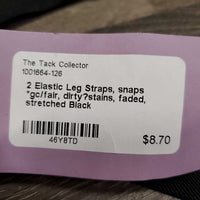 The Tack Collector
1001664-126
2 Elastic Leg Straps, snaps
*gc/fair, dirty?stains, faded,
stretched Black
46Y8TD
$8.70